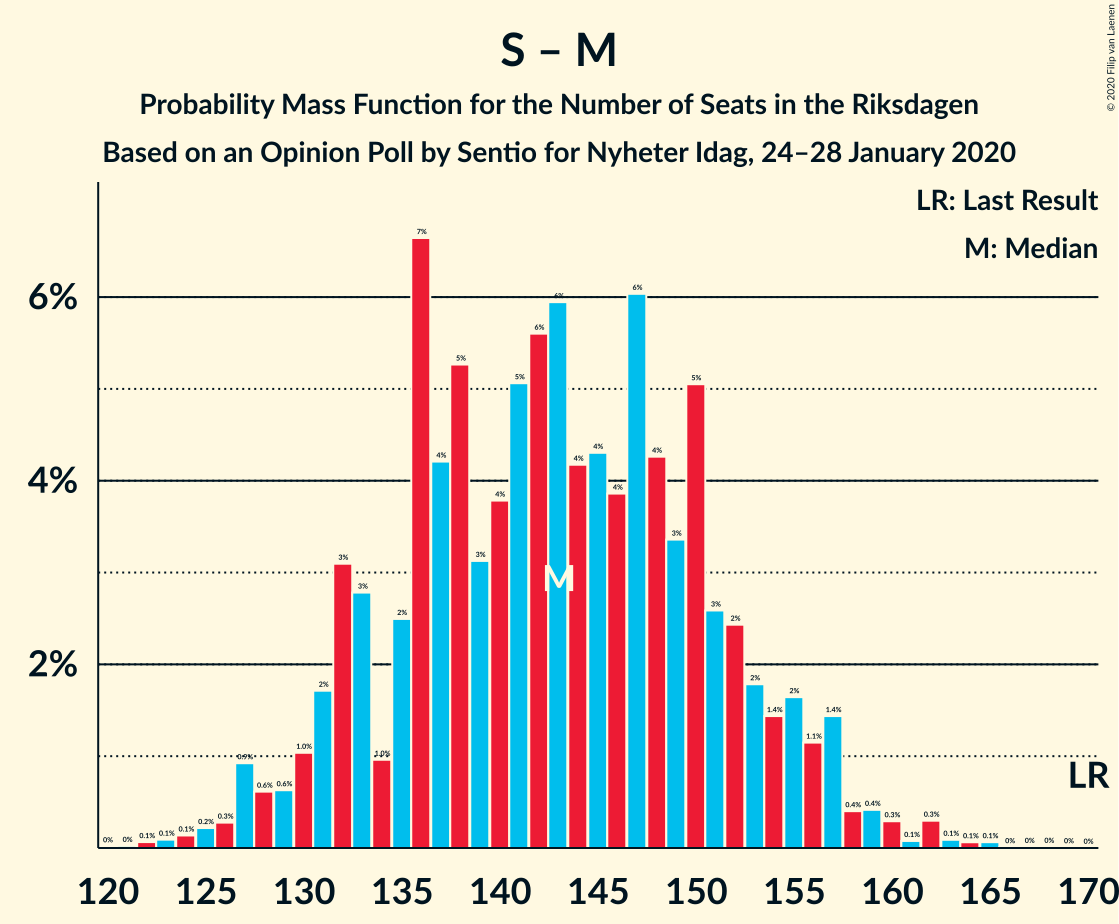 S – M
Probability Mass Function for the Number of Seats in the Riksdagen
Based on an Opinion Poll by Sentio for Nyheter Idag, 24–28 January 2020
© 2020 Filip van Laenen
LR: Last Result
M: Median
6%
4%
2%
0% 0% 0.1% 0.1% 0.1% 0.2% 0.3% 0.9% 0.6% 0.6% 1.0% 2% 3% 3% 1.0% 2% 7% 4% 5% 3% 4% 5% 6% 6% 4% 4% 4% 6% 4% 3% 5% 3% 2% 2% 1.4% 2% 1.1% 1.4% 0.4% 0.4% 0.3% 0.1% 0.3% 0.1% 0.1% 0.1% 0% 0% 0% 0% 0%
M
LR
120 125 130 135 140 145 150 155 160 165 170